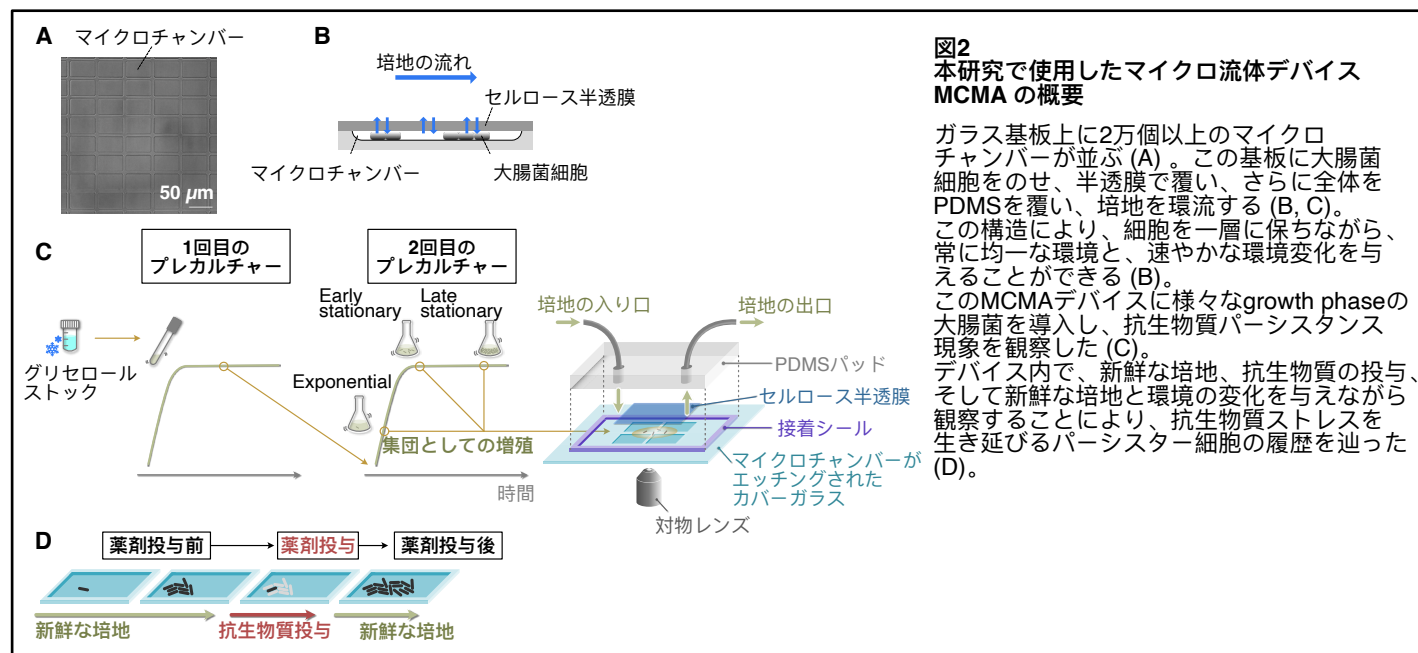 A
マイクロチャンバー
50 µm
B
培地の流れ
セルロース半透膜
マイクロチャンバー
大腸菌細胞
C
1回目の
プレカルチャー
グリセロール
ストック
2回目の
プレカルチャー
Early
stationary
Late
stationary
Exponential
集団としての増殖
時間
培地の入り口
培地の出口
PDMSパッド
セルロース半透膜
接着シール
マイクロチャンバーが
エッチングされた
カバーガラス
対物レンズ
D
薬剤投与前
薬剤投与
薬剤投与後
新鮮な培地
抗生物質投与
新鮮な培地
図2
本研究で使用したマイクロ流体デバイス
MCMA の概要
ガラス基板上に2万個以上のマイクロ
チャンバーが並ぶ (A) 。この基板に大腸菌
細胞をのせ、半透膜で覆い、さらに全体を
PDMSを覆い、培地を環流する (B, C)。
この構造により、細胞を一層に保ちながら、
常に均一な環境と、速やかな環境変化を与
えることができる (B)。
このMCMAデバイスに様々なgrowth phaseの
大腸菌を導入し、抗生物質パーシスタンス
現象を観察した (C)。
デバイス内で、新鮮な培地、抗生物質の投与、
そして新鮮な培地と環境の変化を与えながら
観察することにより、抗生物質ストレスを
生き延びるパーシスター細胞の履歴を辿った
(D)。